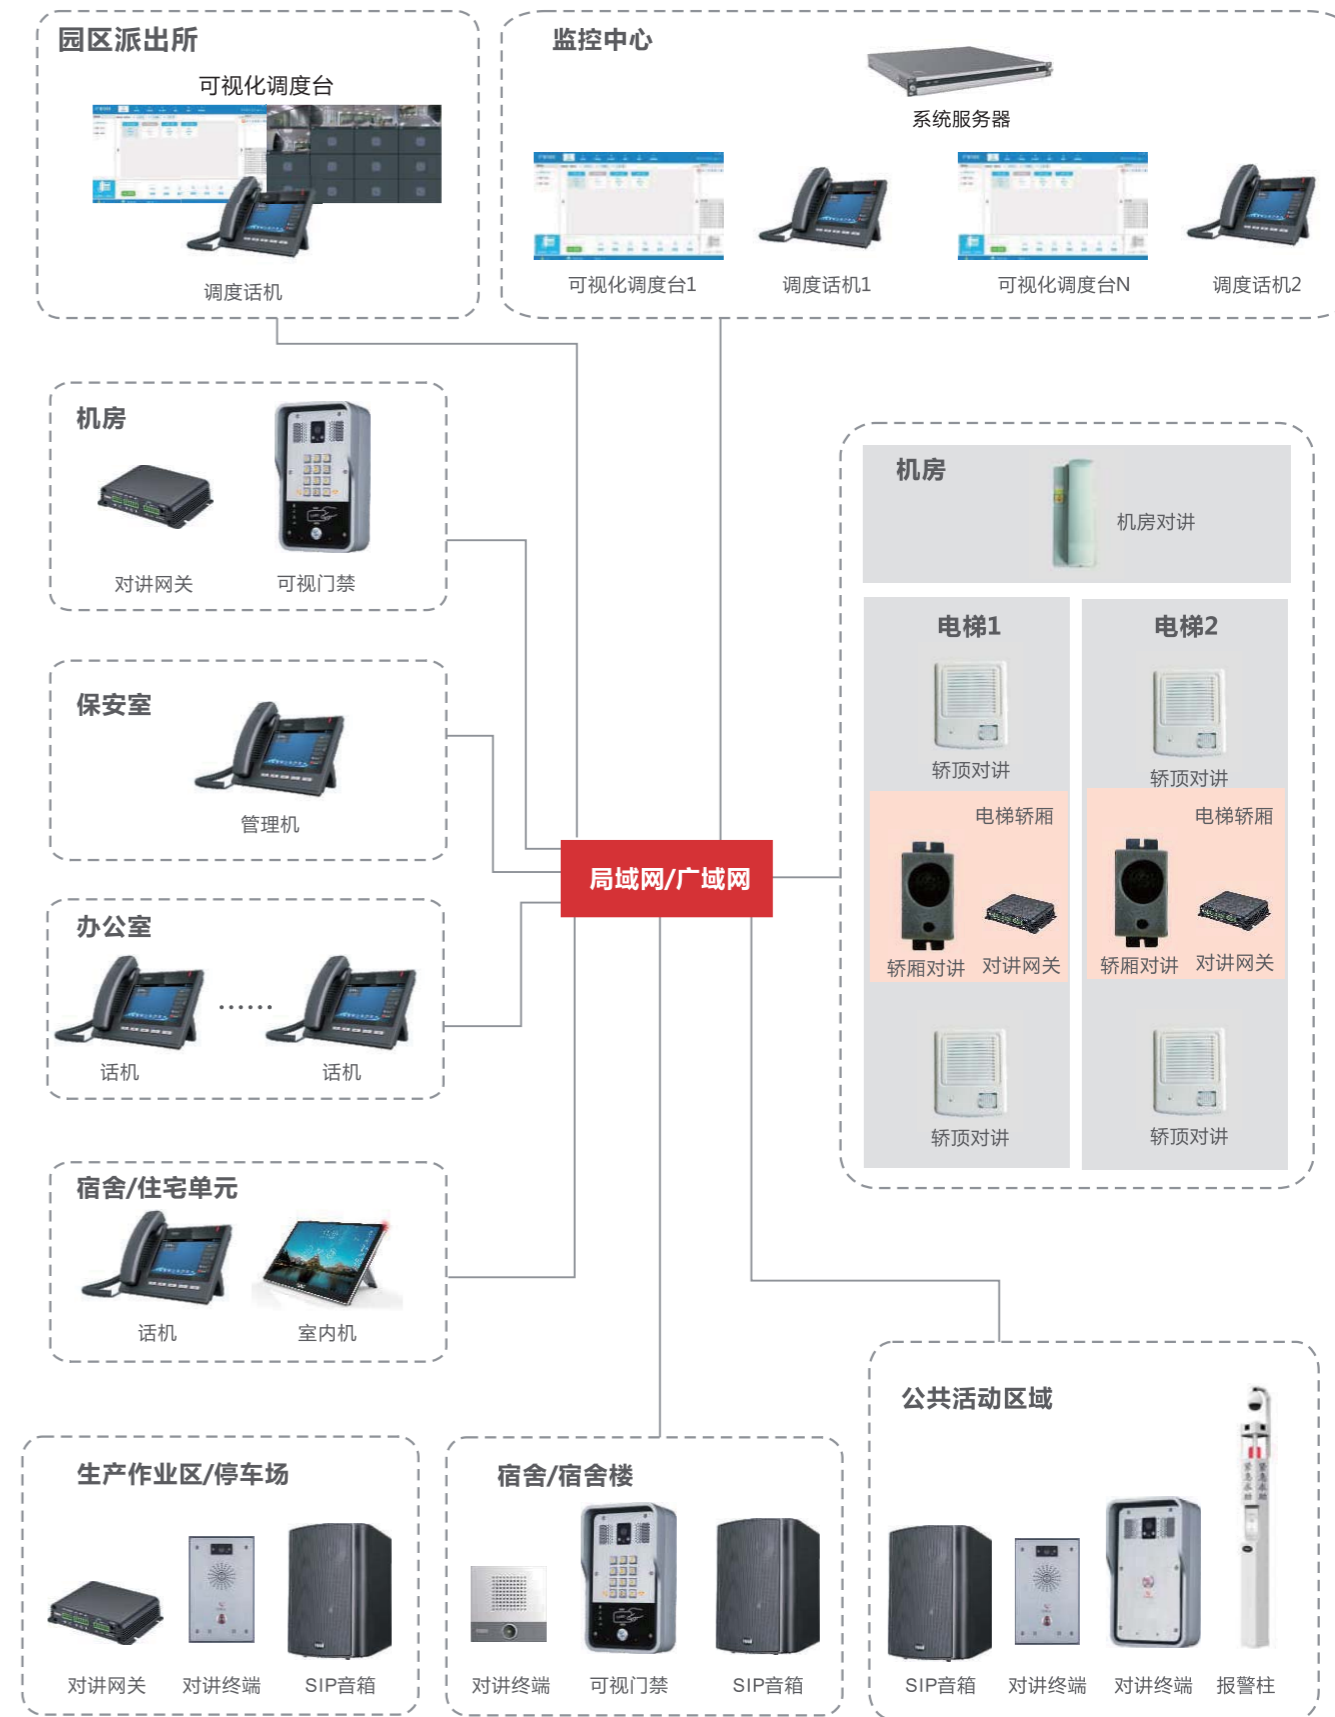 园区派出所
可视化调度台
调度话机
监控中心
系统服务器
可视化调度台1
调度话机1
可视化调度台N
调度话机2
机房
对讲网关
可视门禁
保安室
管理机
办公室
······
话机
话机
宿舍/住宅单元
话机
室内机
局域网/广域网
机房
机房对讲
电梯1
轿顶对讲
电梯轿厢
轿厢对讲
对讲网关
轿顶对讲
电梯2
轿顶对讲
电梯轿厢
轿厢对讲
对讲网关
轿顶对讲
生产作业区/停车场
对讲网关
对讲终端
SIP音箱
宿舍/宿舍楼
对讲终端
可视门禁
SIP音箱
公共活动区域
紧急求助
紧急求助
SIP音箱
对讲终端
对讲终端
报警柱